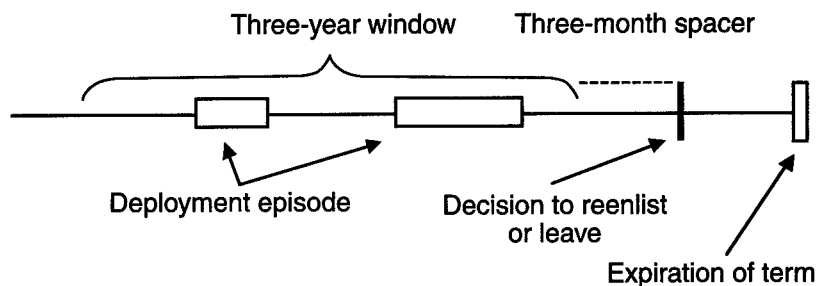 Three-year window
Three-month spacer
Deployment episode
Decision to reenlist
or leave
Expiration of term